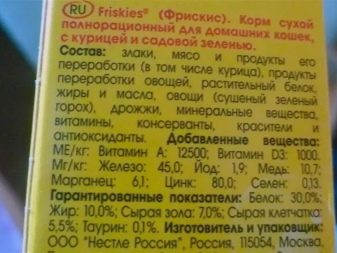 RU Friskies® (Фрискис). Корм сухой
полнорационный для домашних кошек,
с курицей и садовой зеленью.
Состав: злаки, мясо и продукты его
переработки (в том числе курица), продукты
переработки овощей, растительный белок,
жиры и масла, овощи (сушеный зеленый
горох), дрожжи, минеральные вещества,
витамины, консерванты, красители и
антиоксиданты. Добавленные вещества:
МЕ/кг: Витамин А: 12500; Витамин D3: 1000.
Мг/кг: Железо: 45,0; Йод: 1,9; Медь: 10,7;
Марганец: 6,1; Цинк: 80,0; Селен: 0,13.
Гарантированные показатели: Белок: 30,0%;
Жир: 10,0%; Сырая зола: 7,0%; Сырая клетчатка:
5,5%; Таурин: 0,1%. Изготовитель и упаковщик:
ООО "Нестле Россия", Россия, 115054, Москва,